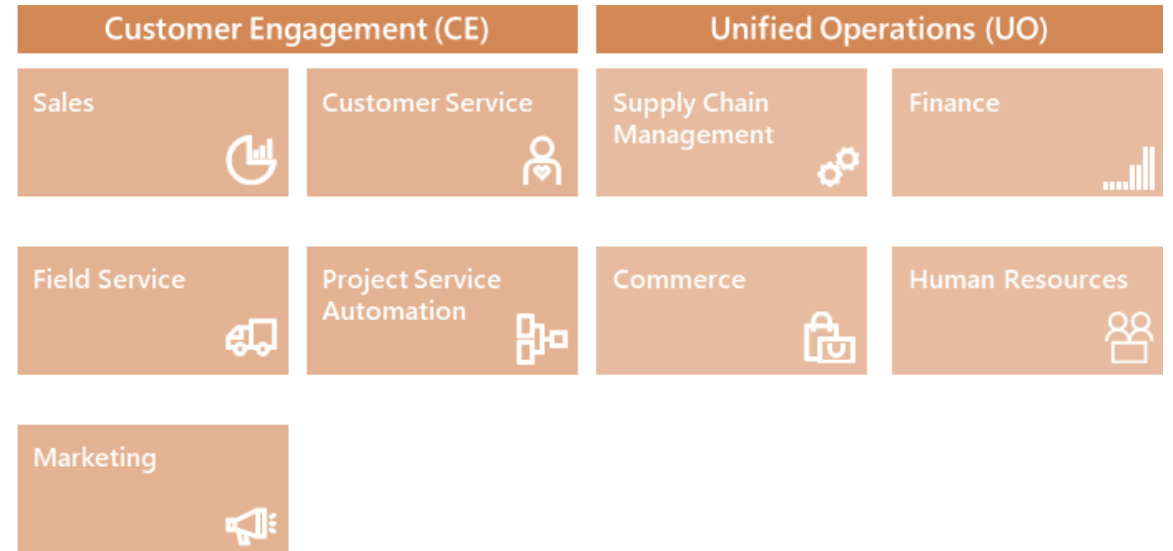 Customer Engagement (CE)
Unified Operations (UO)
Sales
Customer Service
Supply Chain
Management
Finance
Field Service
Project Service
Automation
Commerce
Human Resources
Marketing